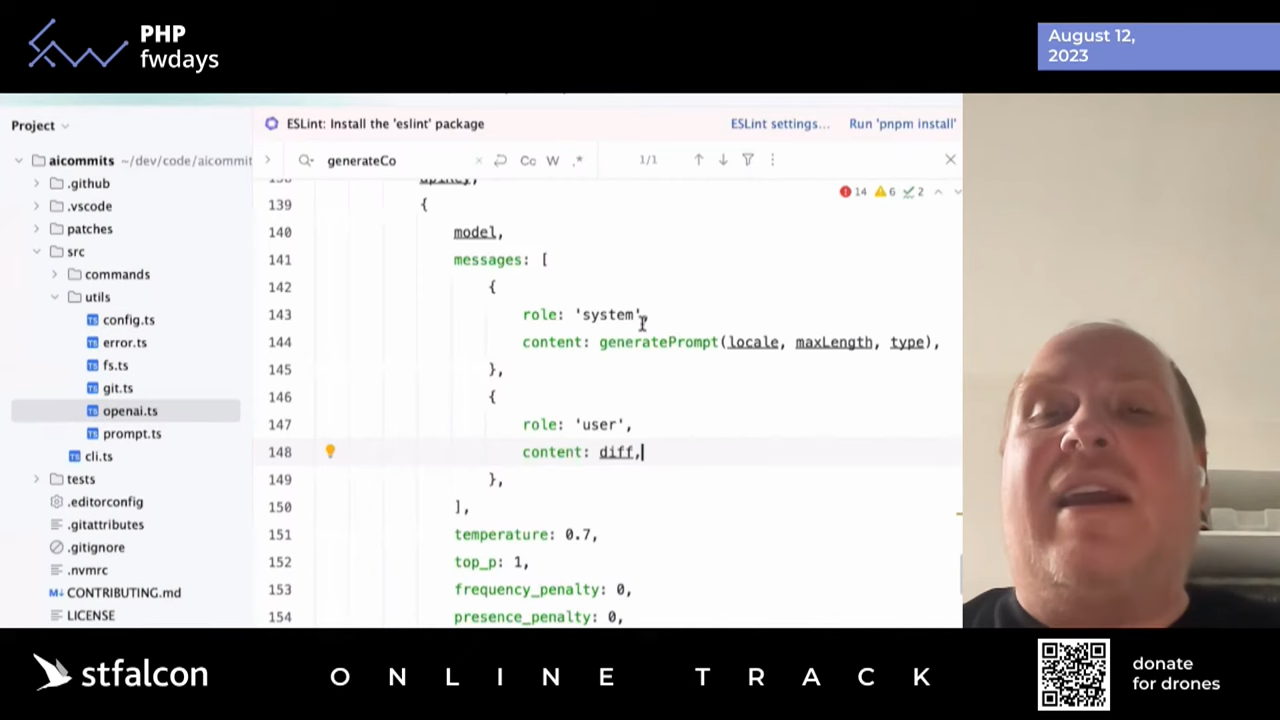 PHP
fwdays
August 12,
2023
Project
ESLint: Install the 'eslint' package
ESLint settings...
Run 'pnpm install'
aicommits ~/dev/code/aicommit
generateCo
Cc
W
.*
1/1
.github
.vscode
patches
src
commands
utils
config.ts
error.ts
fs.ts
git.ts
openai.ts
prompt.ts
cli.ts
tests
.editorconfig
.gitattributes
.gitignore
.nvmrc
CONTRIBUTING.md
LICENSE
14
6
2
139 {
140 model,
141 messages: [
142 {
143 role: 'system',
144 content: generatePrompt(locale, maxLength, type),
145 },
146 {
147 role: 'user',
148 content: diff,
149 },
150 ],
151 temperature: 0.7,
152 top_p: 1,
153 frequency_penalty: 0,
154 presence_penalty: 0,
stfalcon
ONLINE TRACK
donate
for drones